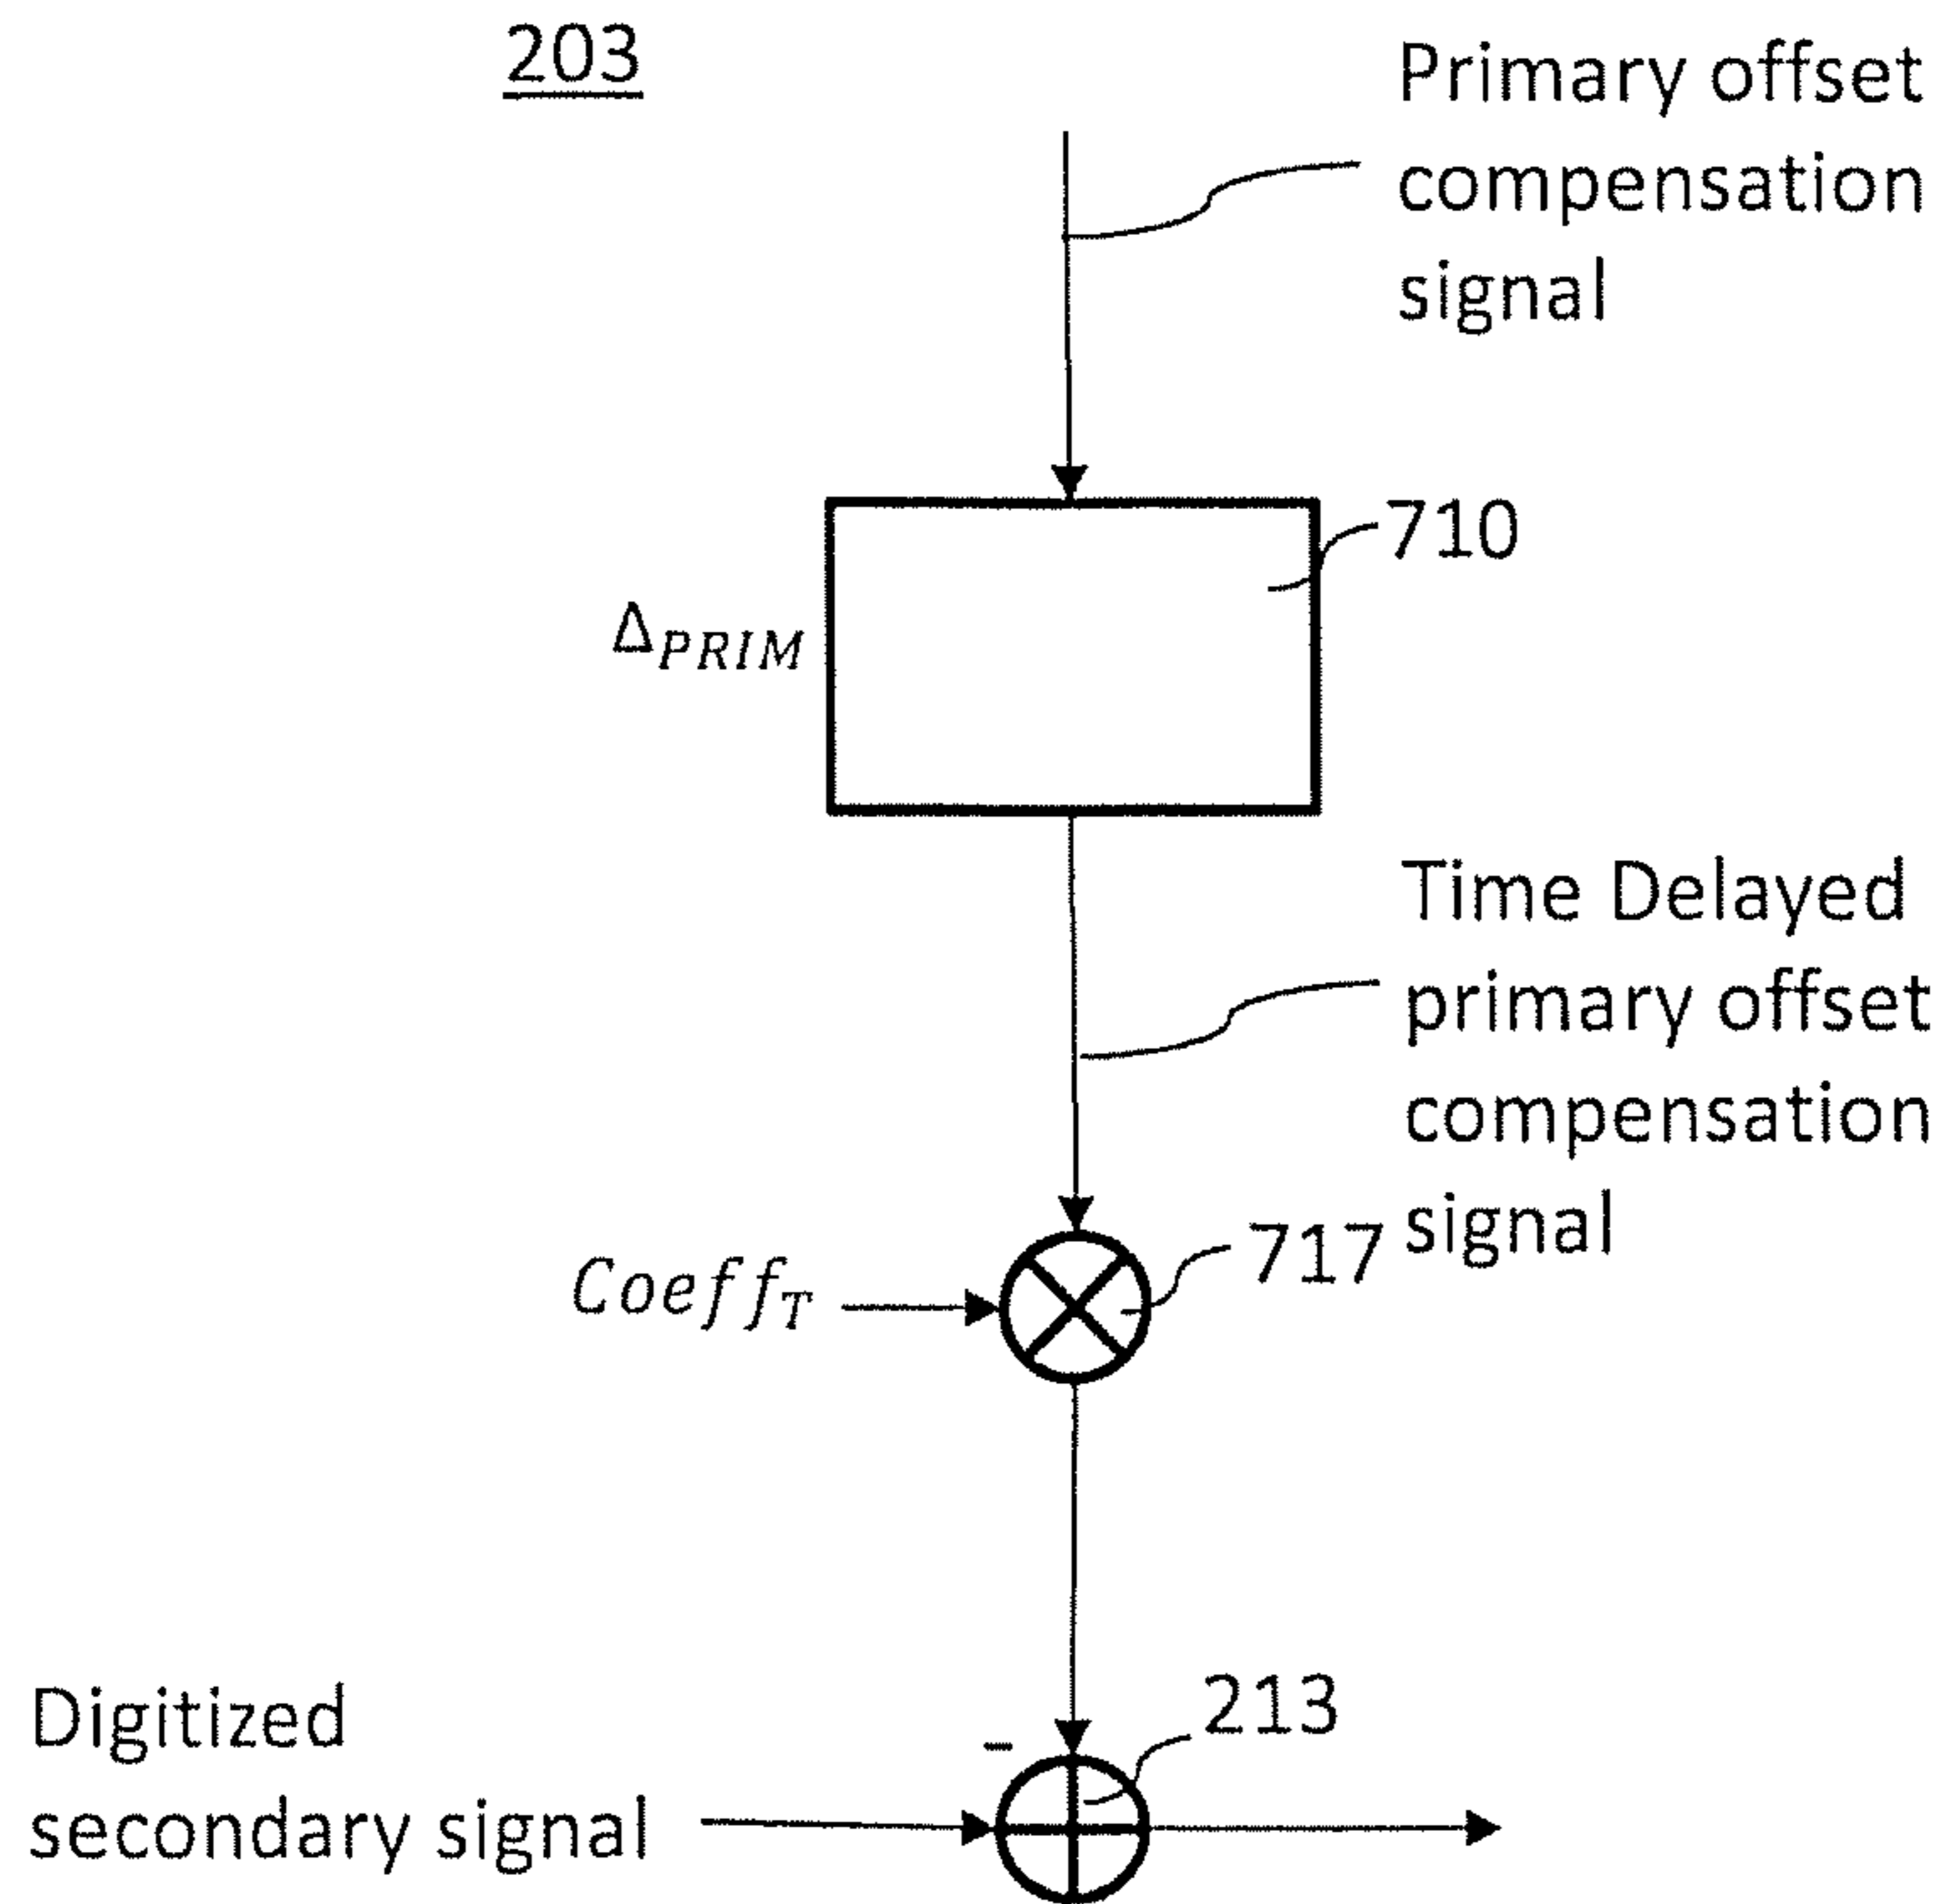 203
Primary offset
compensation
signal
710
Δ_PRIM
Time Delayed
primary offset
compensation
signal
717
Coeff_T
213
-
Digitized
secondary signal